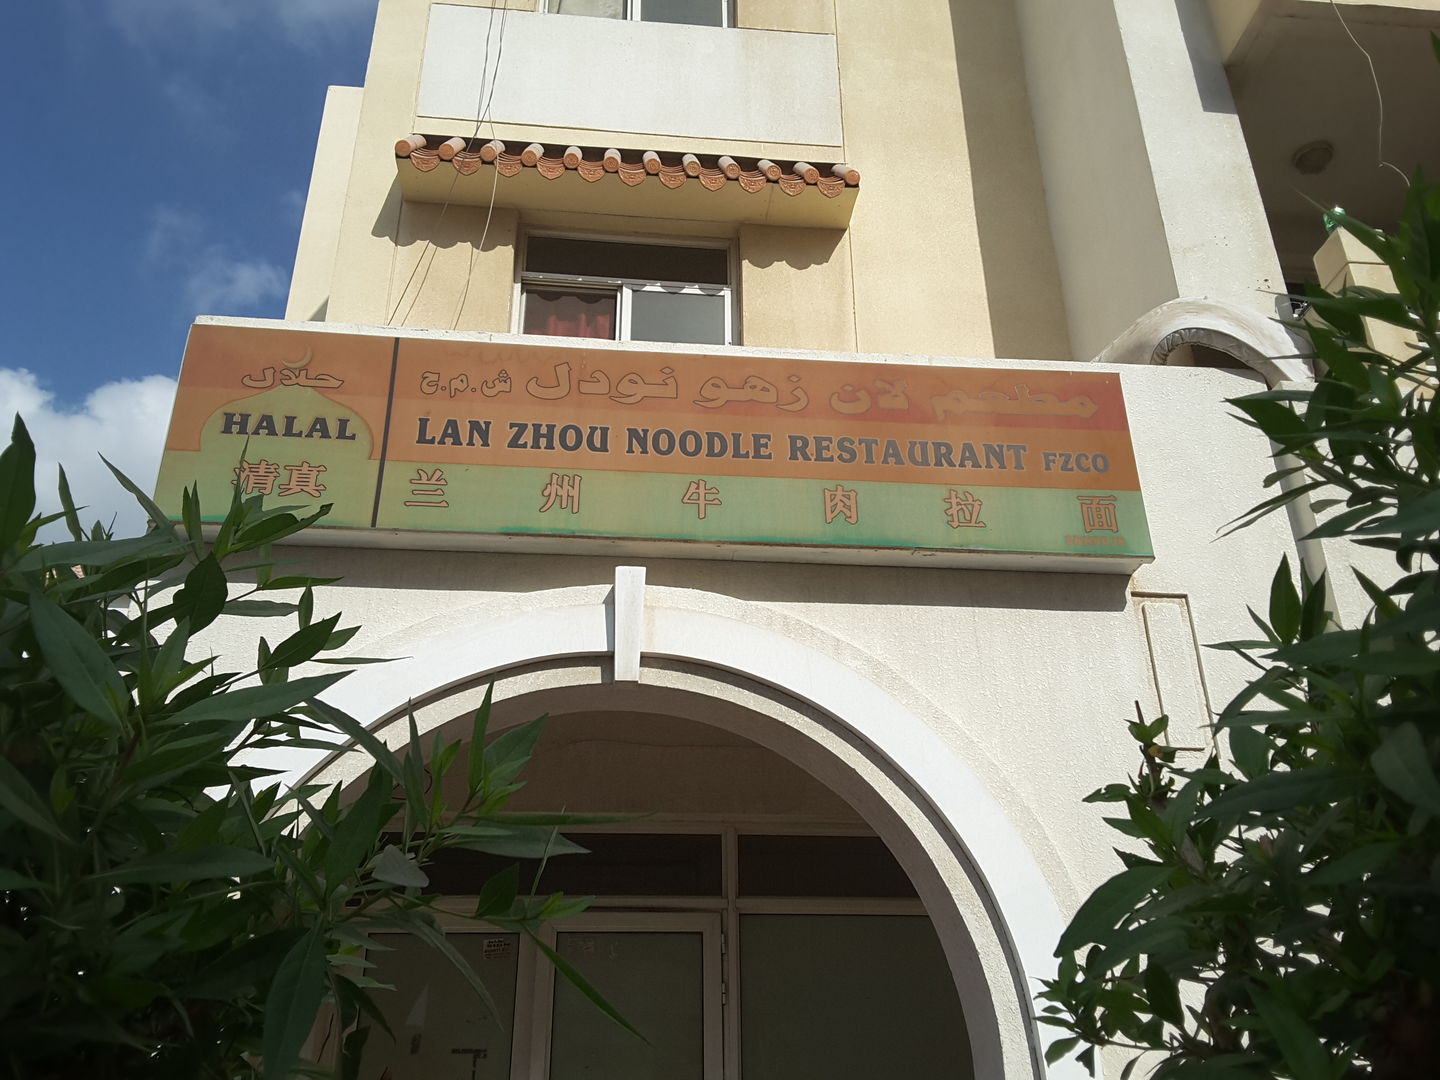 حلال
HALAL
清真
مطعم لان زهو نودل ش.م.ح
LAN ZHOU NOODLE RESTAURANT FZCO
兰州牛肉拉面